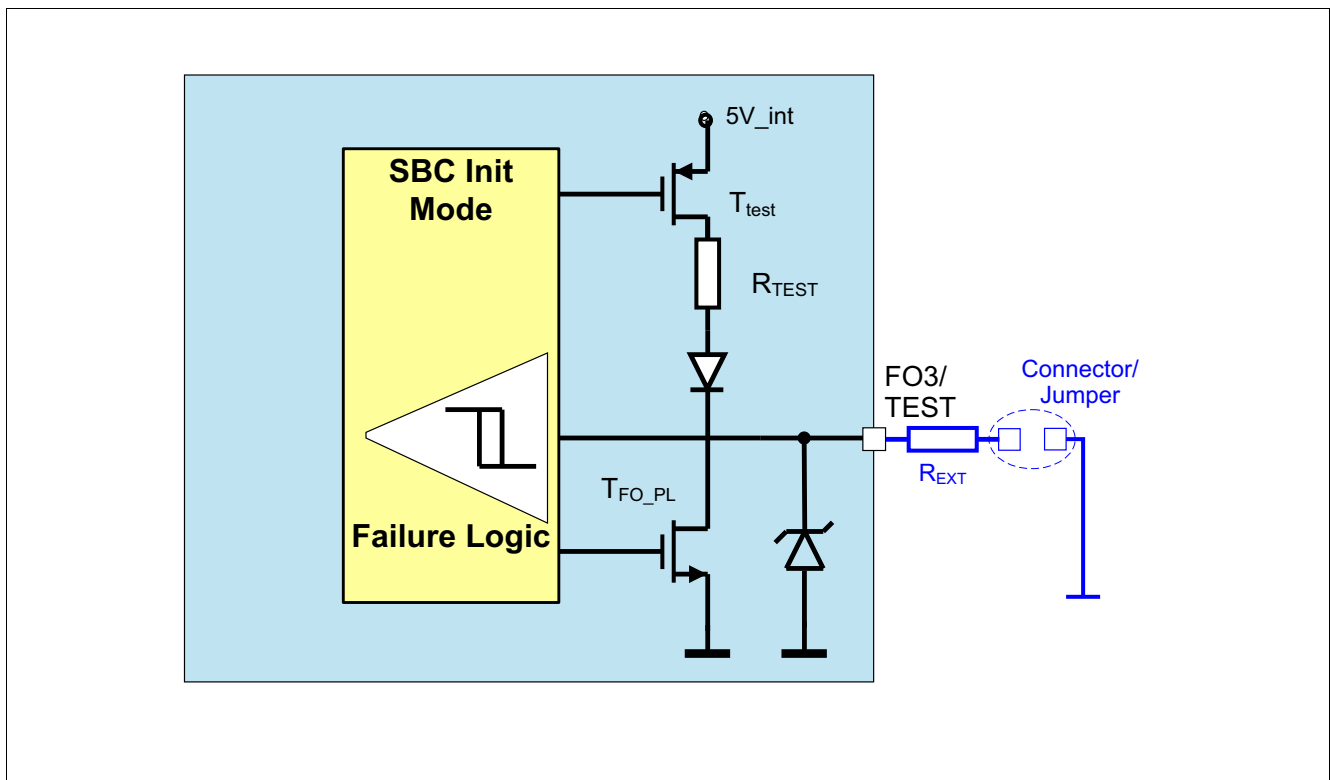 5V_int
SBC Init
Mode
Ttest
RTEST
FO3/
TEST
Connector/
Jumper
REXT
TFO_PL
Failure Logic